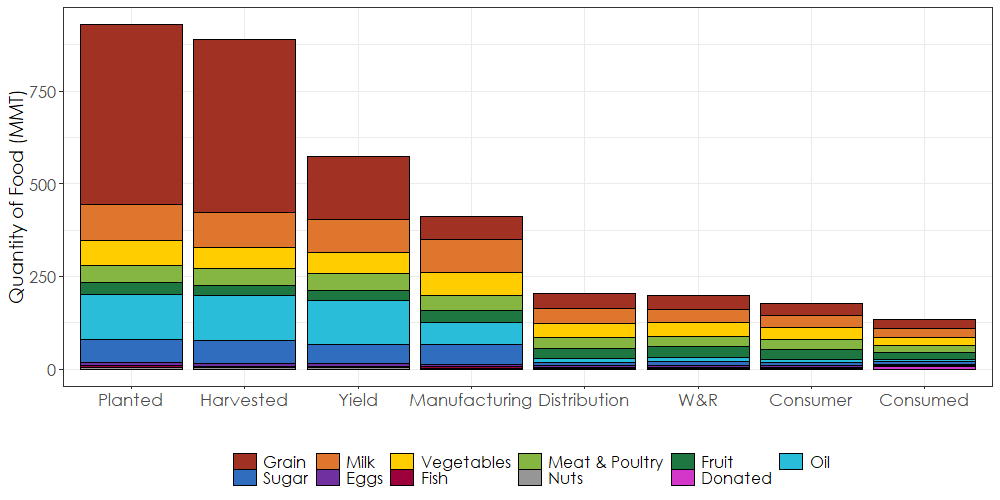 Quantity of Food (MMT)
750
500
250
0
Planted Harvested Yield Manufacturing Distribution W&R Consumer Consumed
Grain Milk Vegetables Meat & Poultry Fruit Oil
Sugar Eggs Fish Nuts Donated